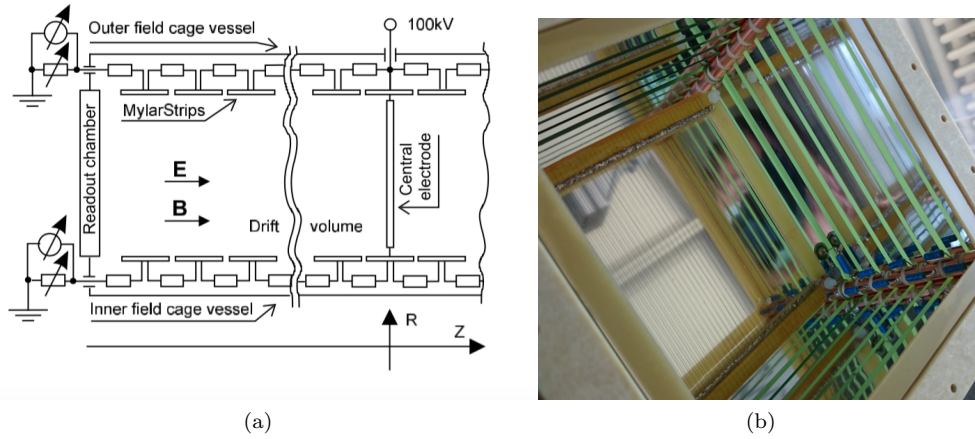 Outer field cage vessel
100kV
MylarStrips
Readout chamber
E
B
Central
electrode
Drift volume
Inner field cage vessel
R
Z
(a)
(b)